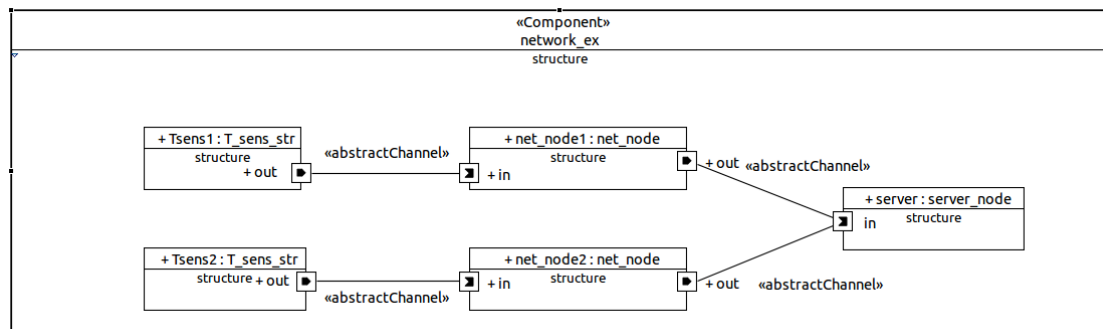 «Component»
network_ex
structure
+ Tsens1 : T_sens_str
structure
+ out
«abstractChannel»
+ net_node1 : net_node
structure
+ in
+ out
«abstractChannel»
+ server : server_node
structure
in
+ Tsens2 : T_sens_str
structure
+ out
«abstractChannel»
+ net_node2 : net_node
structure
+ in
+ out
«abstractChannel»